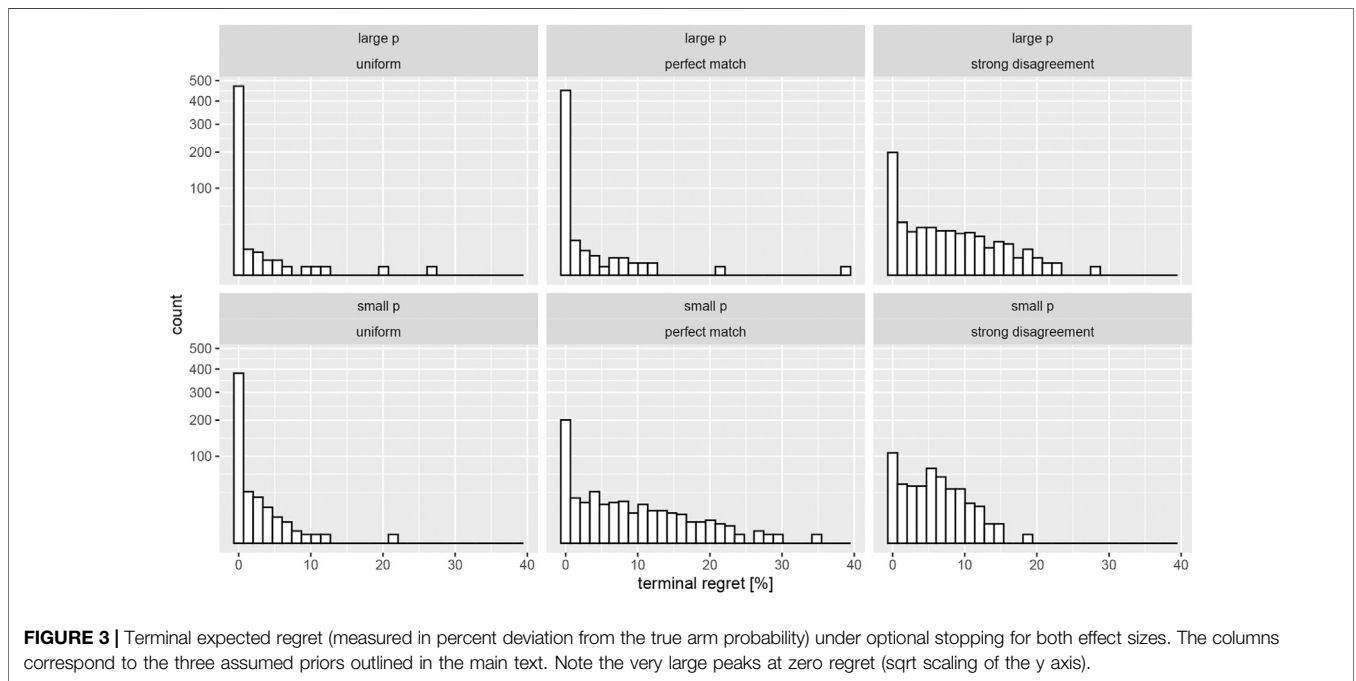 large p
uniform
large p
perfect match
large p
strong disagreement
500
400
300
200
100
small p
uniform
small p
perfect match
small p
strong disagreement
500
400
300
200
100
count
0 10 20 30 40
0 10 20 30 40
0 10 20 30 40
terminal regret [%]
FIGURE 3 | Terminal expected regret (measured in percent deviation from the true arm probability) under optional stopping for both effect sizes. The columns
correspond to the three assumed priors outlined in the main text. Note the very large peaks at zero regret (sqrt scaling of the y axis).